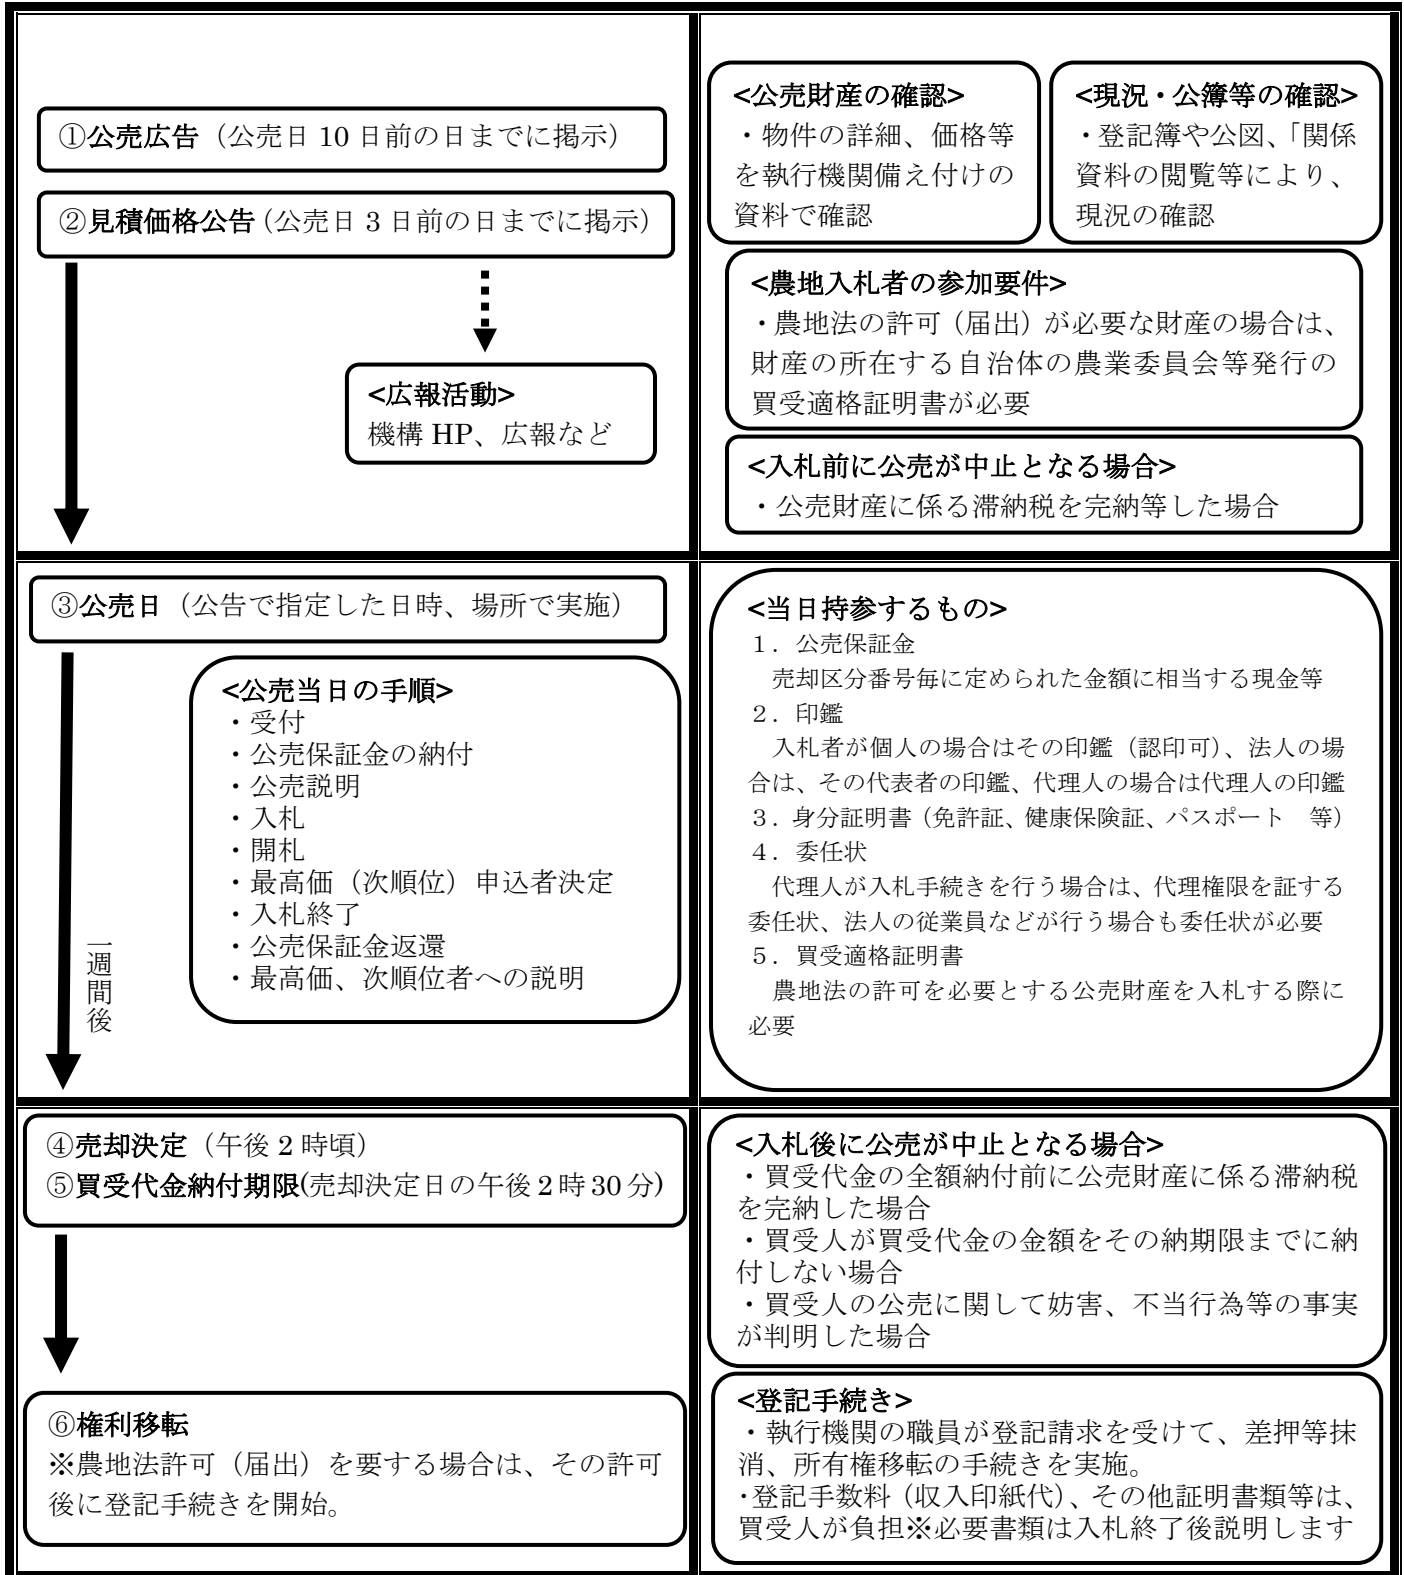 ①公売広告（公売日 10 日前の日までに掲示）
②見積価格公告（公売日 3 日前の日までに掲示）
<広報活動>
機構 HP、広報など
<公売財産の確認>
・物件の詳細、価格等
を執行機関備え付けの
資料で確認
<現況・公簿等の確認>
・登記簿や公図、「関係
資料の閲覧等により、
現況の確認
<農地入札者の参加要件>
・農地法の許可（届出）が必要な財産の場合は、
財産の所在する自治体の農業委員会等発行の
買受適格証明書が必要
<入札前に公売が中止となる場合>
・公売財産に係る滞納税を完納等した場合
③公売日（公告で指定した日時、場所で実施）
<公売当日の手順>
・受付
・公売保証金の納付
・公売説明
・入札
・開札
・最高価（次順位）申込者決定
・入札終了
・公売保証金返還
・最高価、次順位者への説明
一週間後
<当日持参するもの>
１．公売保証金
売却区分番号毎に定められた金額に相当する現金等
２．印鑑
入札者が個人の場合はその印鑑（認印可）、法人の場
合は、その代表者の印鑑、代理人の場合は代理人の印鑑
３．身分証明書（免許証、健康保険証、パスポート　等）
４．委任状
代理人が入札手続きを行う場合は、代理権限を証する
委任状、法人の従業員などが行う場合も委任状が必要
５．買受適格証明書
農地法の許可を必要とする公売財産を入札する際に
必要
④売却決定（午後 2 時頃）
⑤買受代金納付期限(売却決定日の午後 2 時 30 分)
⑥権利移転
※農地法許可（届出）を要する場合は、その許可
後に登記手続きを開始。
<入札後に公売が中止となる場合>
・買受代金の全額納付前に公売財産に係る滞納税
を完納した場合
・買受人が買受代金の金額をその納期限までに納
付しない場合
・買受人の公売に関して妨害、不当行為等の事実
が判明した場合
<登記手続き>
・執行機関の職員が登記請求を受けて、差押等抹
消、所有権移転の手続きを実施。
・登記手数料（収入印紙代）、その他証明書類等は、
買受人が負担※必要書類は入札終了後説明します